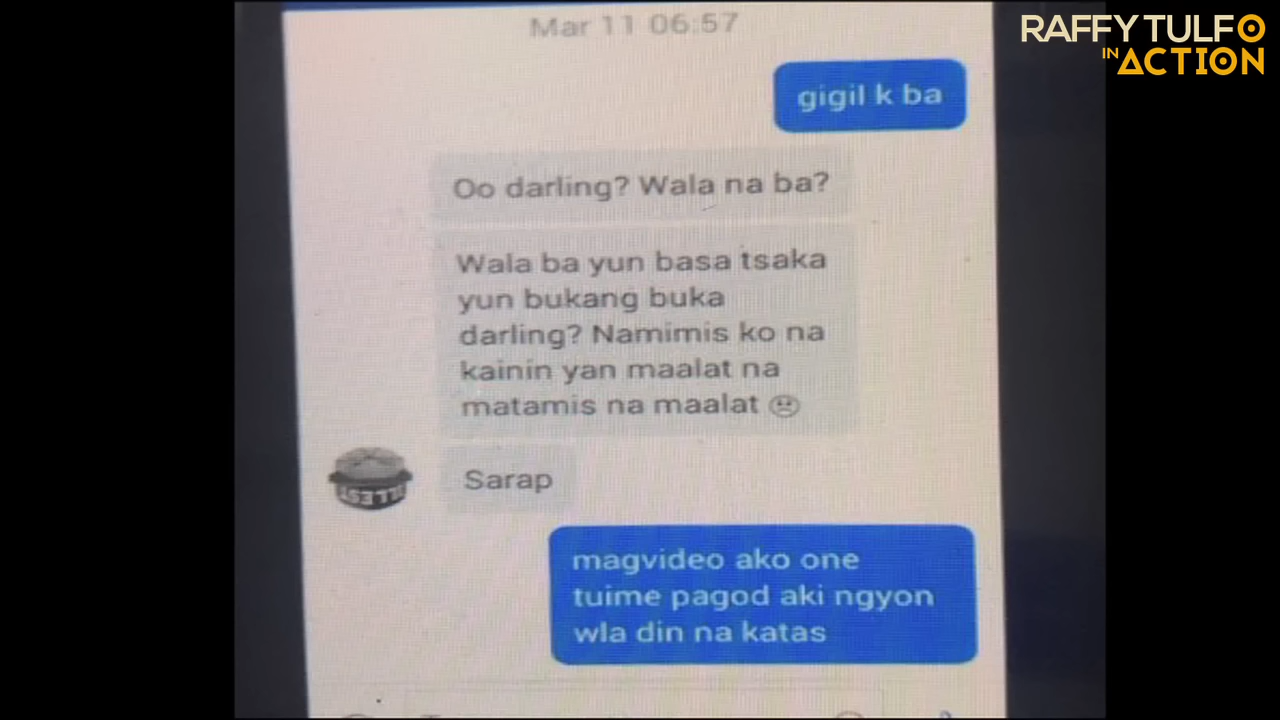 RAFFY TULFO
IN ACTION
Mar 11 06:57
gigil k ba
Oo darling? Wala na ba?
Wala ba yun basa tsaka
yun bukang buka
darling? Namimis ko na
kainin yan maalat na
matamis na maalat ☹
Sarap
magvideo ako one
tuime pagod aki ngyon
wla din na katas